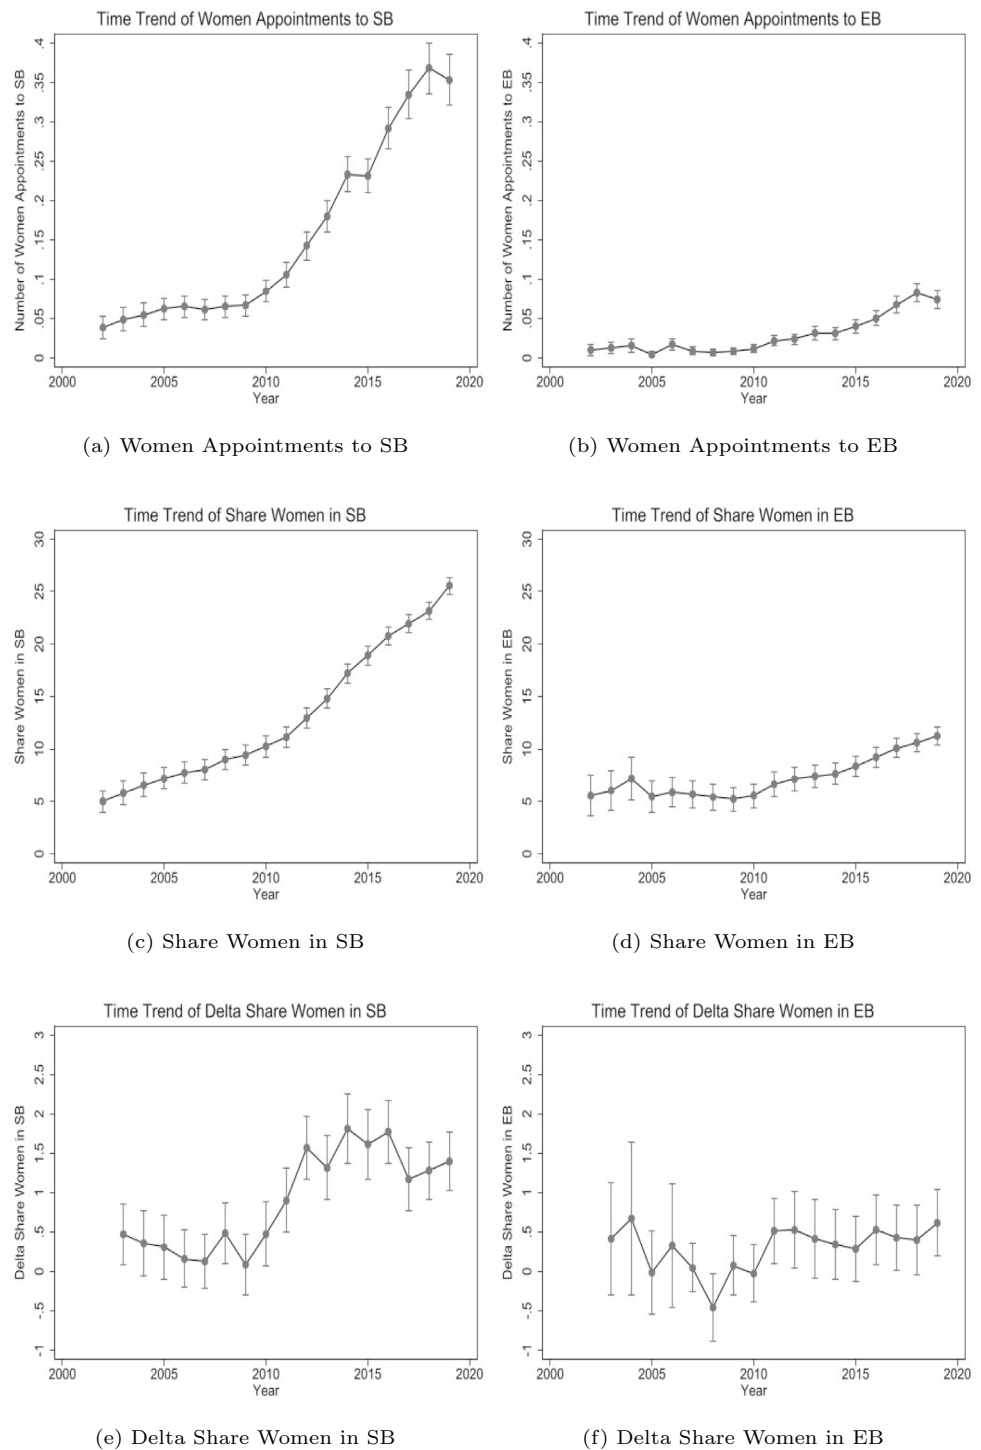 Time Trend of Women Appointments to SB
Number of Women Appointments to SB
.4
.35
.3
.25
.2
.15
.1
.05
0
2000 2005 2010 2015 2020
Year
(a) Women Appointments to SB
Time Trend of Women Appointments to EB
Number of Women Appointments to EB
.4
.35
.3
.25
.2
.15
.1
.05
0
2000 2005 2010 2015 2020
Year
(b) Women Appointments to EB
Time Trend of Share Women in SB
Share Women in SB
30
25
20
15
10
5
0
2000 2005 2010 2015 2020
Year
(c) Share Women in SB
Time Trend of Share Women in EB
Share Women in EB
30
25
20
15
10
5
0
2000 2005 2010 2015 2020
Year
(d) Share Women in EB
Time Trend of Delta Share Women in SB
Delta Share Women in SB
3
2.5
2
1.5
1
.5
0
-.5
-1
2000 2005 2010 2015 2020
Year
(e) Delta Share Women in SB
Time Trend of Delta Share Women in EB
Delta Share Women in EB
3
2.5
2
1.5
1
.5
0
-.5
-1
2000 2005 2010 2015 2020
Year
(f) Delta Share Women in EB